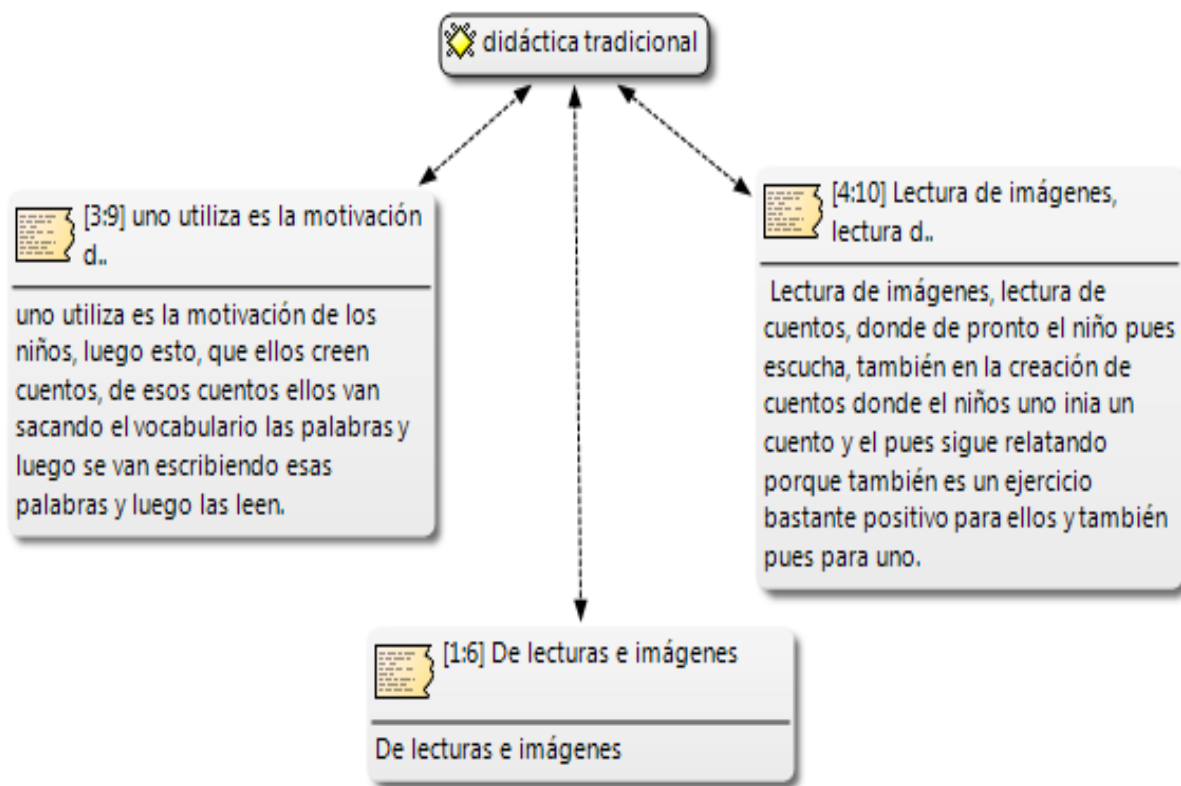 didáctica tradicional
[3:9] uno utiliza es la motivación
d..
uno utiliza es la motivación de los
niños, luego esto, que ellos creen
cuentos, de esos cuentos ellos van
sacando el vocabulario las palabras y
luego se van escribiendo esas
palabras y luego las leen.
[4:10] Lectura de imágenes,
lectura d..
Lectura de imágenes, lectura de
cuentos, donde de pronto el niño pues
escucha, también en la creación de
cuentos donde el niños uno inia un
cuento y el pues sigue relatando
porque también es un ejercicio
bastante positivo para ellos y también
pues para uno.
[1:6] De lecturas e imágenes
De lecturas e imágenes